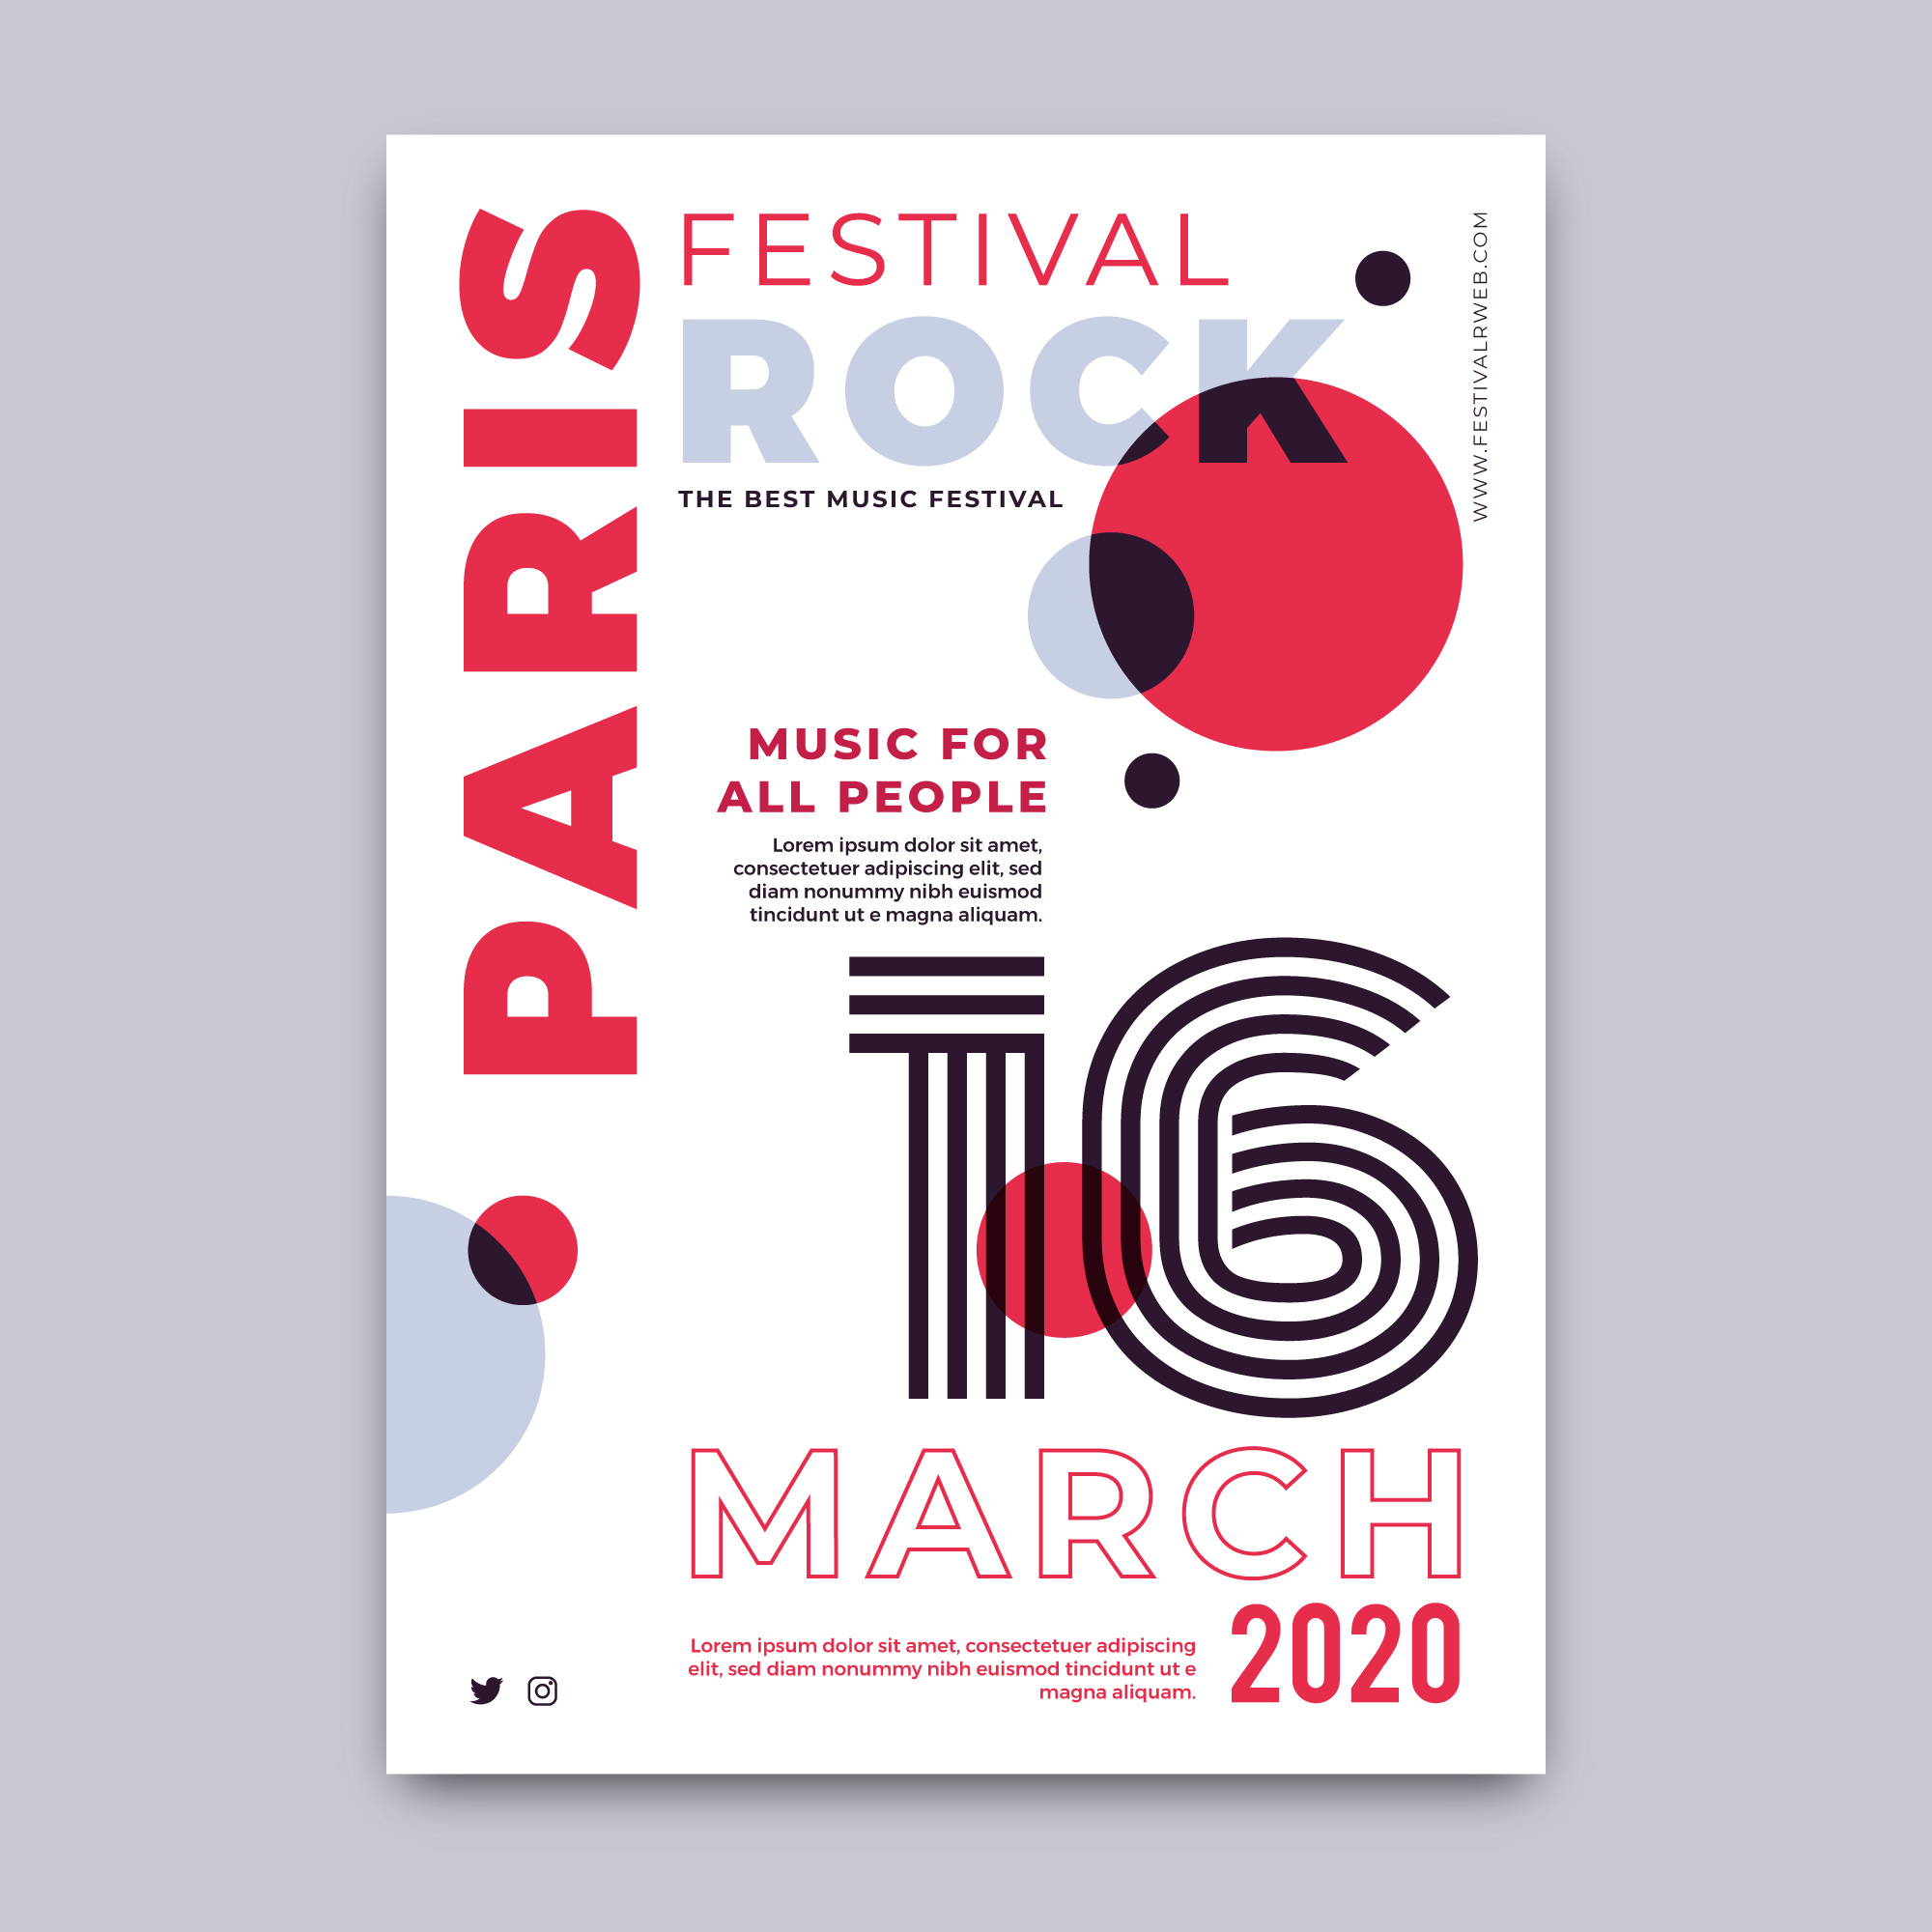 PARIS
FESTIVAL
ROCK
THE BEST MUSIC FESTIVAL
WWW.FESTIVALRWEB.COM
MUSIC FOR
ALL PEOPLE
Lorem ipsum dolor sit amet,
consectetuer adipiscing elit, sed
diam nonummy nibh euismod
tincidunt ut e magna aliquam.
16
MARCH
2020
Lorem ipsum dolor sit amet, consectetuer adipiscing
elit, sed diam nonummy nibh euismod tincidunt ut e
magna aliquam.